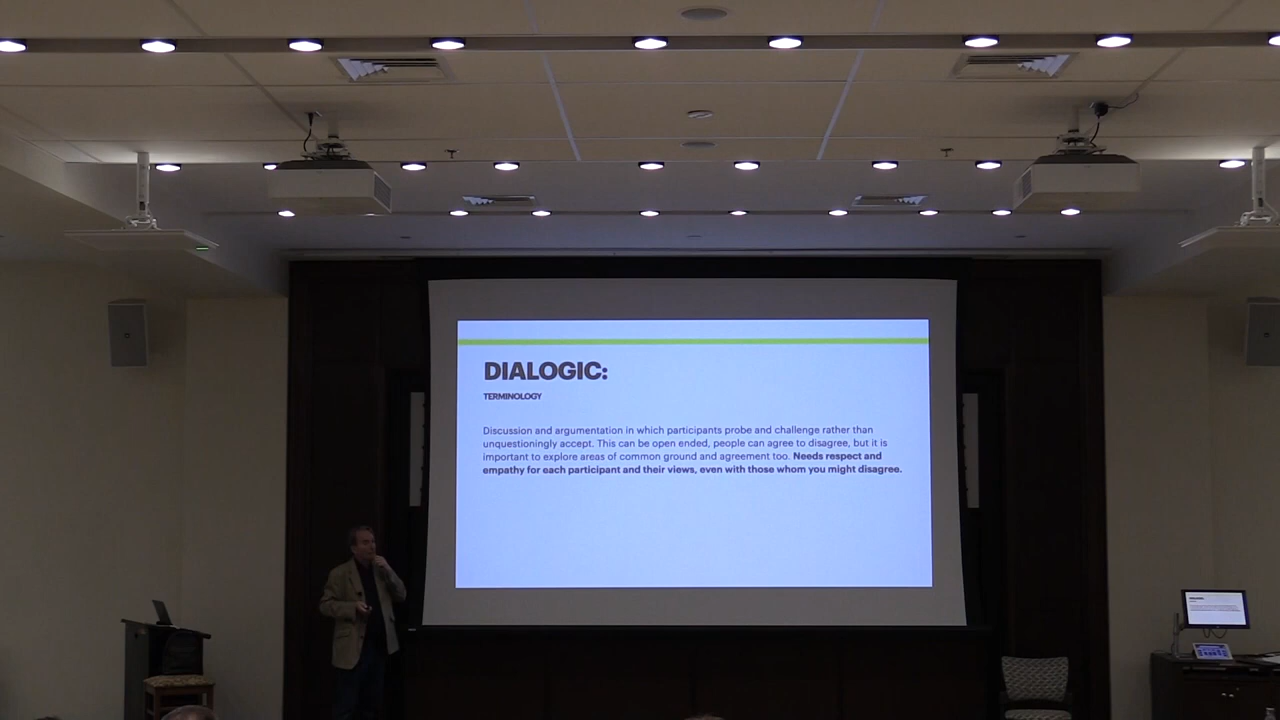 DIALOGIC:
TERMINOLOGY
Discussion and argumentation in which participants probe and challenge rather than
unquestioningly accept. This can be open ended, people can agree to disagree, but it is
important to explore areas of common ground and agreement too. Needs respect and
empathy for each participant and their views, even with those whom you might disagree.